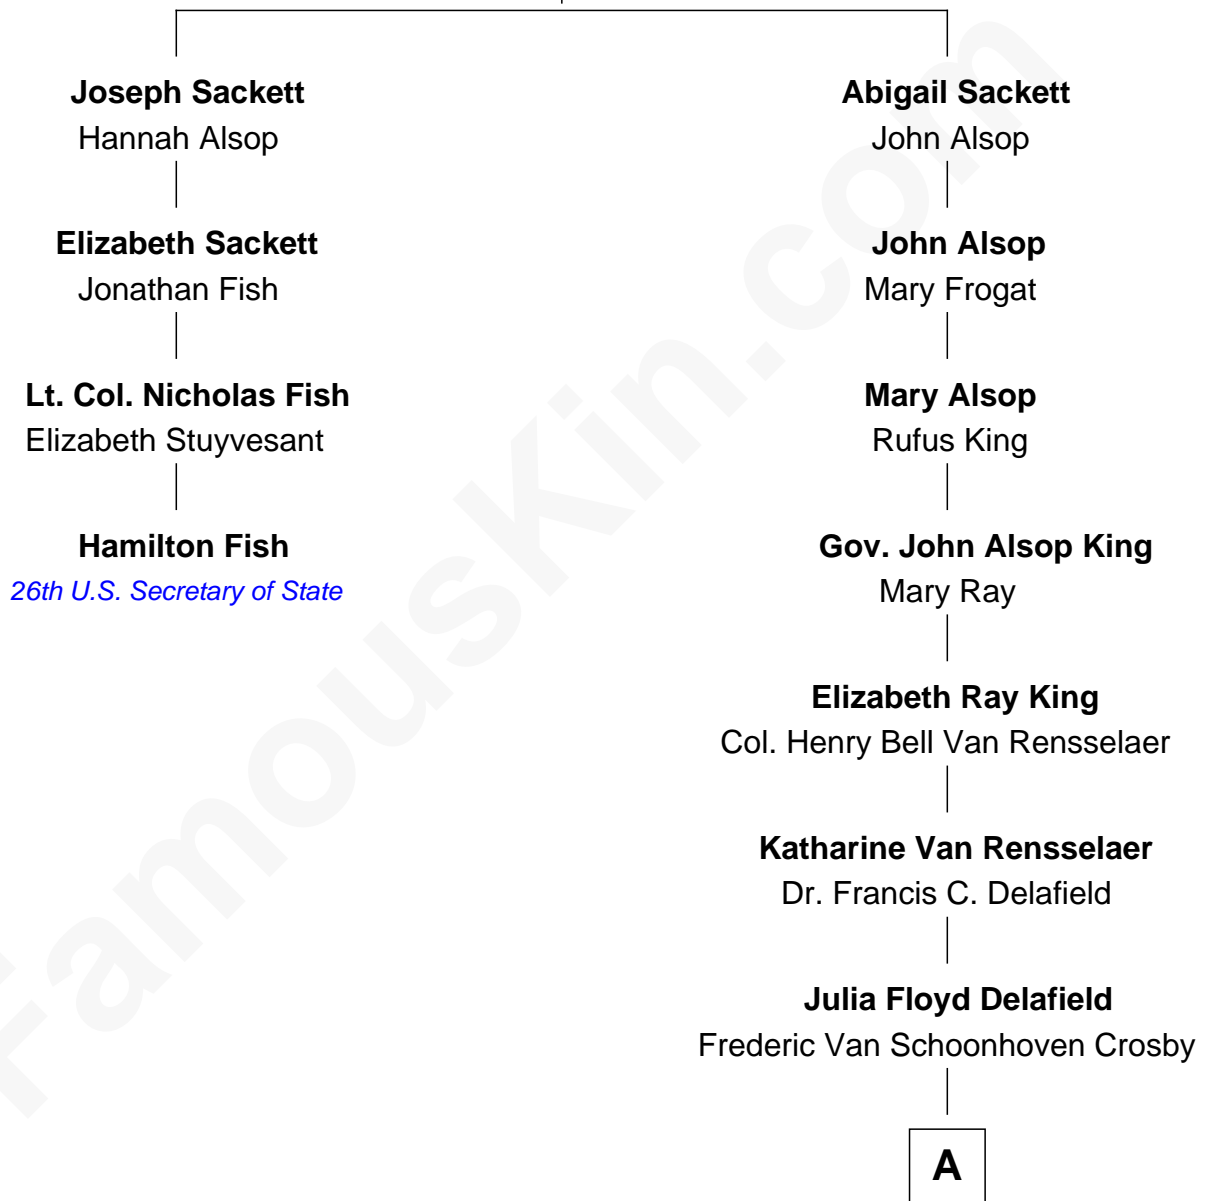 Joseph Sackett
Hannah Alsop
Elizabeth Sackett
Jonathan Fish
Lt. Col. Nicholas Fish
Elizabeth Stuyvesant
Hamilton Fish
26th U.S. Secretary of State
Abigail Sackett
John Alsop
John Alsop
Mary Frogat
Mary Alsop
Rufus King
Gov. John Alsop King
Mary Ray
Elizabeth Ray King
Col. Henry Bell Van Rensselaer
Katharine Van Rensselaer
Dr. Francis C. Delafield
Julia Floyd Delafield
Frederic Van Schoonhoven Crosby
A
FamousKin.com